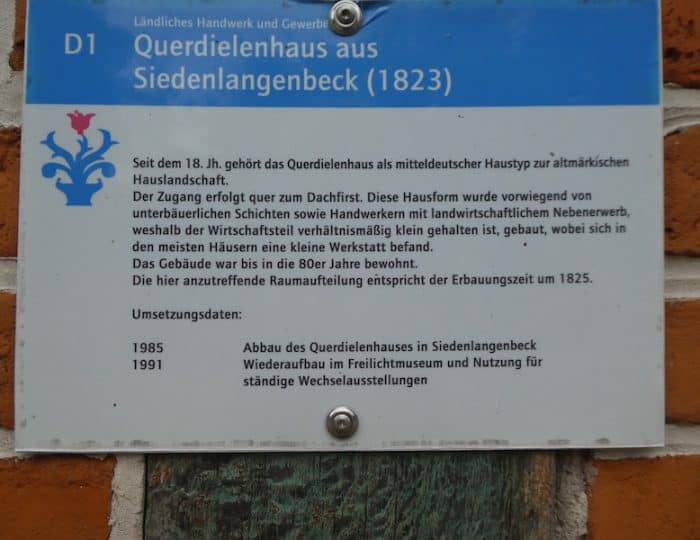 Ländliches Handwerk und Gewerbe
D1 Querdielenhaus aus
Siedenlangenbeck (1823)
Seit dem 18. Jh. gehört das Querdielenhaus als mitteldeutscher Haustyp zur altmärkischen
Hauslandschaft.
Der Zugang erfolgt quer zum Dachfirst. Diese Hausform wurde vorwiegend von
unterbäuerlichen Schichten sowie Handwerkern mit landwirtschaftlichem Nebenerwerb,
weshalb der Wirtschaftsteil verhältnismäßig klein gehalten ist, gebaut, wobei sich in
den meisten Häusern eine kleine Werkstatt befand.
Das Gebäude war bis in die 80er Jahre bewohnt.
Die hier anzutreffende Raumaufteilung entspricht der Erbauungszeit um 1825.
Umsetzungsdaten:
1985 Abbau des Querdielenhauses in Siedenlangenbeck
1991 Wiederaufbau im Freilichtmuseum und Nutzung für
ständige Wechselausstellungen